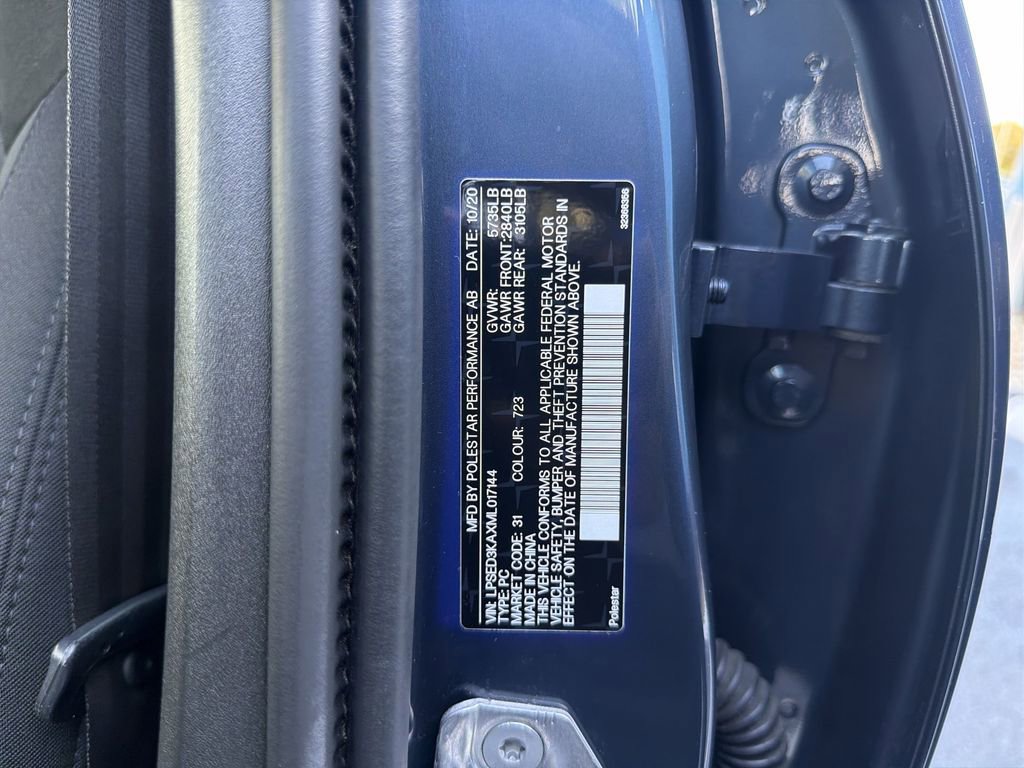 MFD BY POLESTAR PERFORMANCE AB DATE: 10/20
VIN: LPSED3KAXML017144 GVWR: 5735LB
TYPE: PC GAWR FRONT:2840LB
MARKET CODE: 31 COLOUR: 723 GAWR REAR: 3105LB
MADE IN CHINA
THIS VEHICLE CONFORMS TO ALL APPLICABLE FEDERAL MOTOR
VEHICLE SAFETY, BUMPER AND THEFT PREVENTION STANDARDS IN
EFFECT ON THE DATE OF MANUFACTURE SHOWN ABOVE.
Polestar 32366356